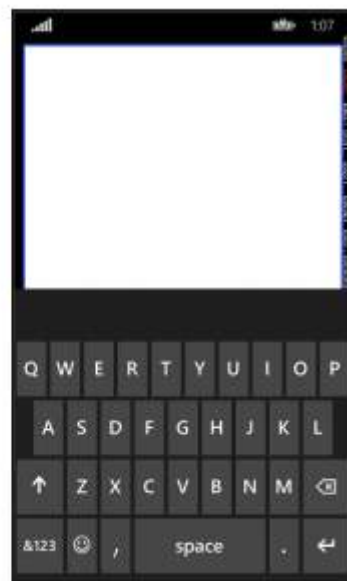 1:07
Q W E R T Y U I O P
A S D F G H J K L
Z X C V B N M
&123 , space .